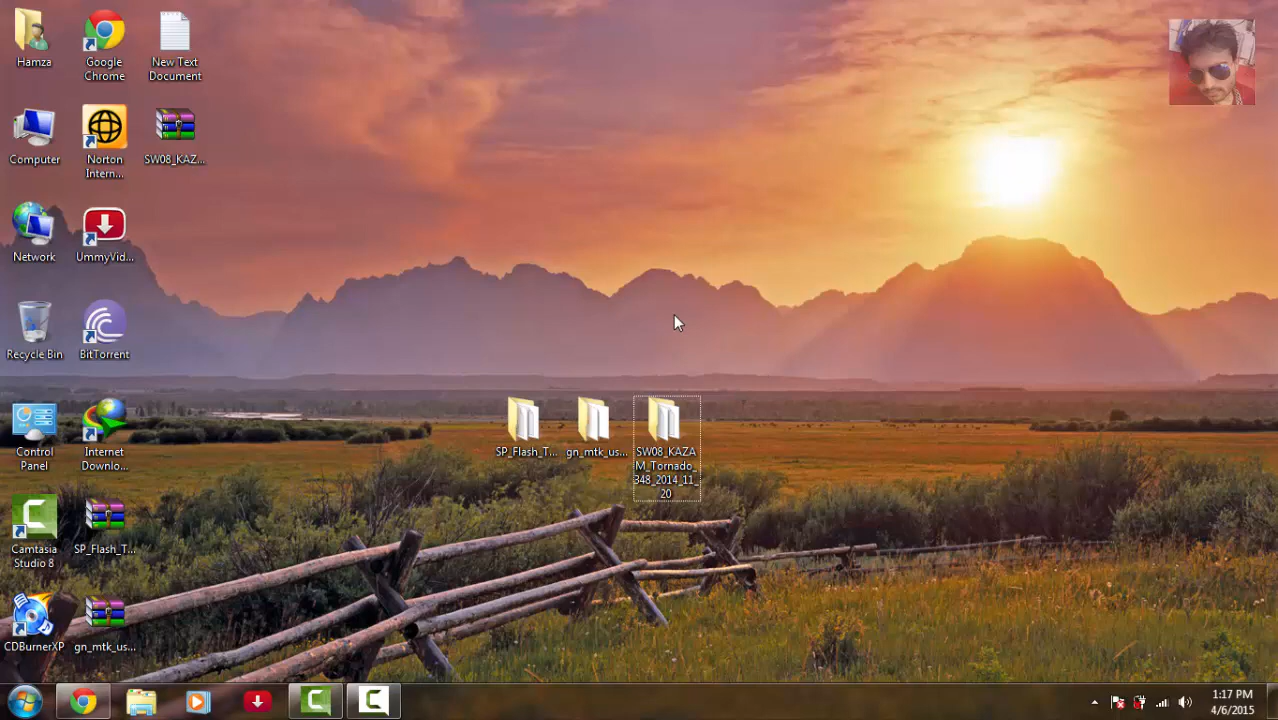 Hamza
Google
Chrome
New Text
Document
Computer
Norton
Intern...
SW08_KAZ...
Network
UmmyVid...
Recycle Bin
BitTorrent
Control
Panel
Internet
Downlo...
SP_Flash_T...
gn_mtk_us...
SW08_KAZA
M_Tornado_
348_2014_11_
20
Camtasia
Studio 8
SP_Flash_T...
CDBurnerXP
gn_mtk_us...
1:17 PM
4/6/2015